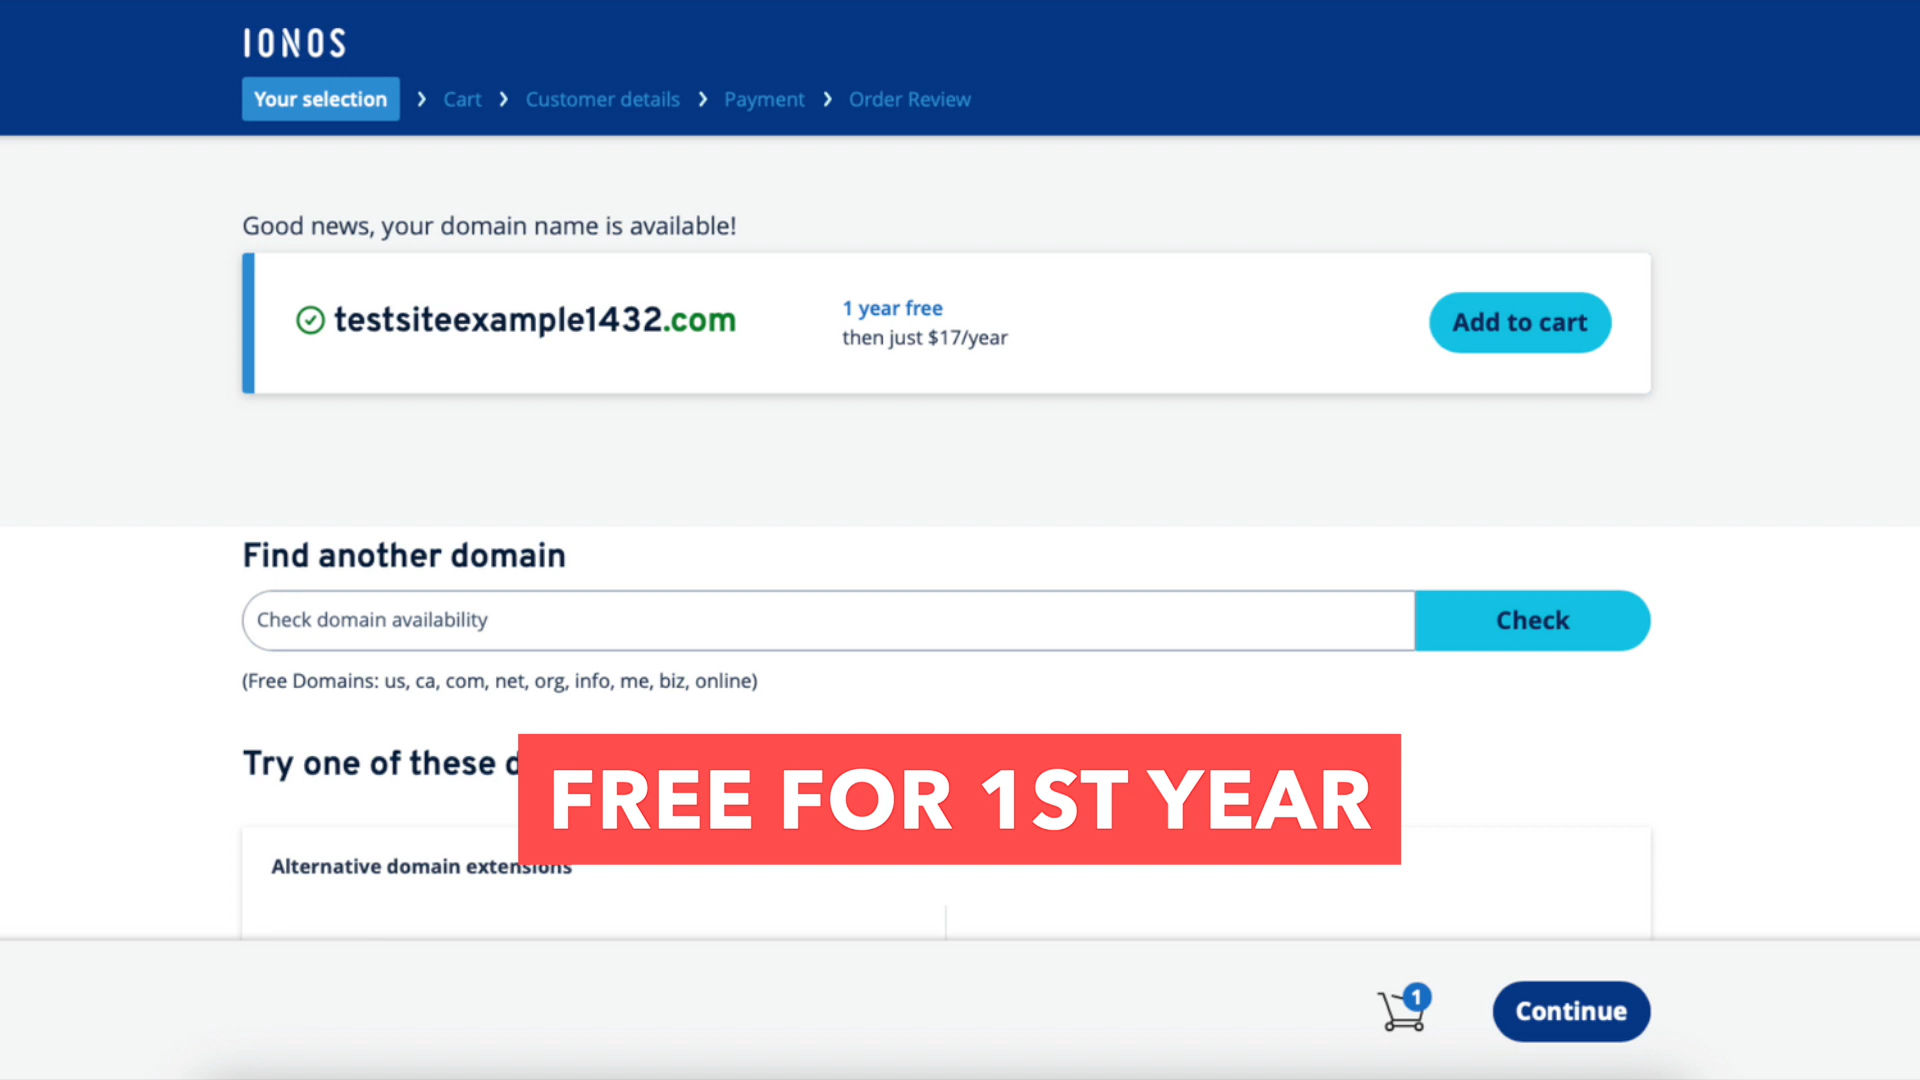 IONOS
Your selection › Cart › Customer details › Payment › Order Review
Good news, your domain name is available!
testsiteexample1432.com
1 year free
then just $17/year
Add to cart
Find another domain
Check domain availability
Check
(Free Domains: us, ca, com, net, org, info, me, biz, online)
Try one of these
FREE FOR 1ST YEAR
Alternative domain extensions
1
Continue